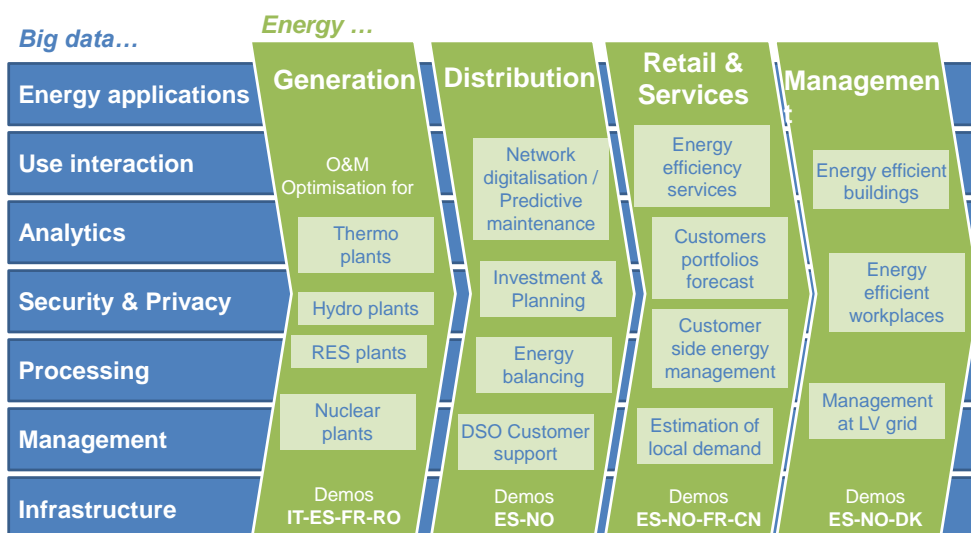 Big data…
Energy …
Energy applications
Use interaction
Analytics
Security & Privacy
Processing
Management
Infrastructure
Generation
O&M
Optimisation for
Thermo
plants
Hydro plants
RES plants
Nuclear
plants
Demos
IT-ES-FR-RO
Distribution
Network
digitalisation /
Predictive
maintenance
Investment &
Planning
Energy
balancing
DSO Customer
support
Demos
ES-NO
Retail &
Services
Energy
efficiency
services
Customers
portfolios
forecast
Customer
side energy
management
Estimation of
local demand
Demos
ES-NO-FR-CN
Managemen
t
Energy efficient
buildings
Energy
efficient
workplaces
Management
at LV grid
Demos
ES-NO-DK